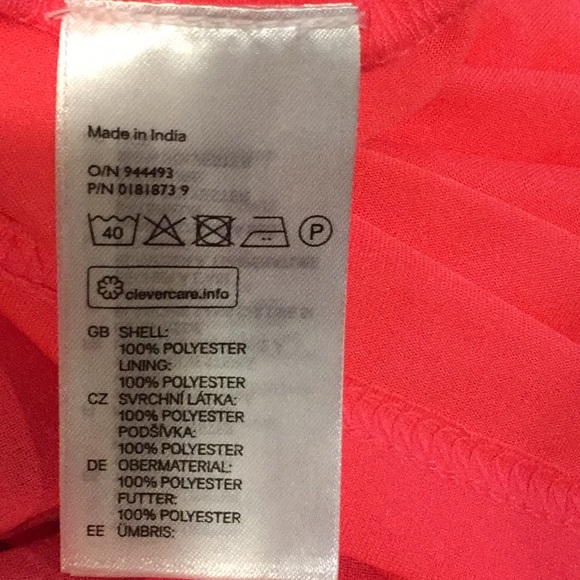 Made in India
O/N 944493
P/N 0181873 9
40 P
clevercare.info
GB SHELL:
100% POLYESTER
LINING:
100% POLYESTER
CZ SVRCHNÍ LÁTKA:
100% POLYESTER
PODŠÍVKA:
100% POLYESTER
DE OBERMATERIAL:
100% POLYESTER
FUTTER:
100% POLYESTER
EE ÜMBRIS: